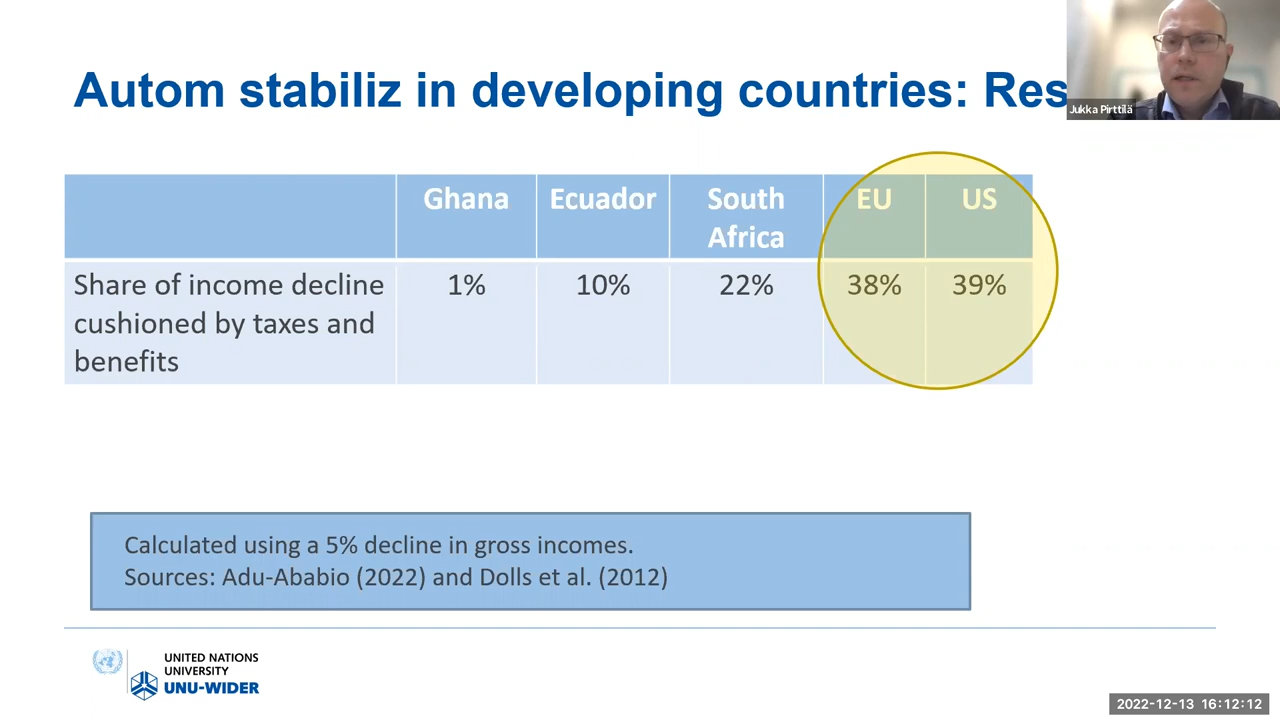 Autom stabiliz in developing countries: Res
Jukka Pirttilä
Ghana Ecuador South Africa EU US
Share of income decline cushioned by taxes and benefits 1% 10% 22% 38% 39%
Calculated using a 5% decline in gross incomes.
Sources: Adu-Ababio (2022) and Dolls et al. (2012)
UNITED NATIONS
UNIVERSITY
UNU-WIDER
2022-12-13 16:12:12